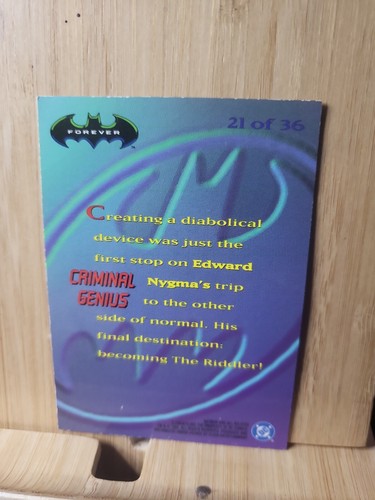 FOREVER
21 of 36
Creating a diabolical
device was just the
first stop on Edward
CRIMINAL GENIUS
Nygma's trip
to the other
side of normal. His
final destination:
becoming The Riddler!
DC